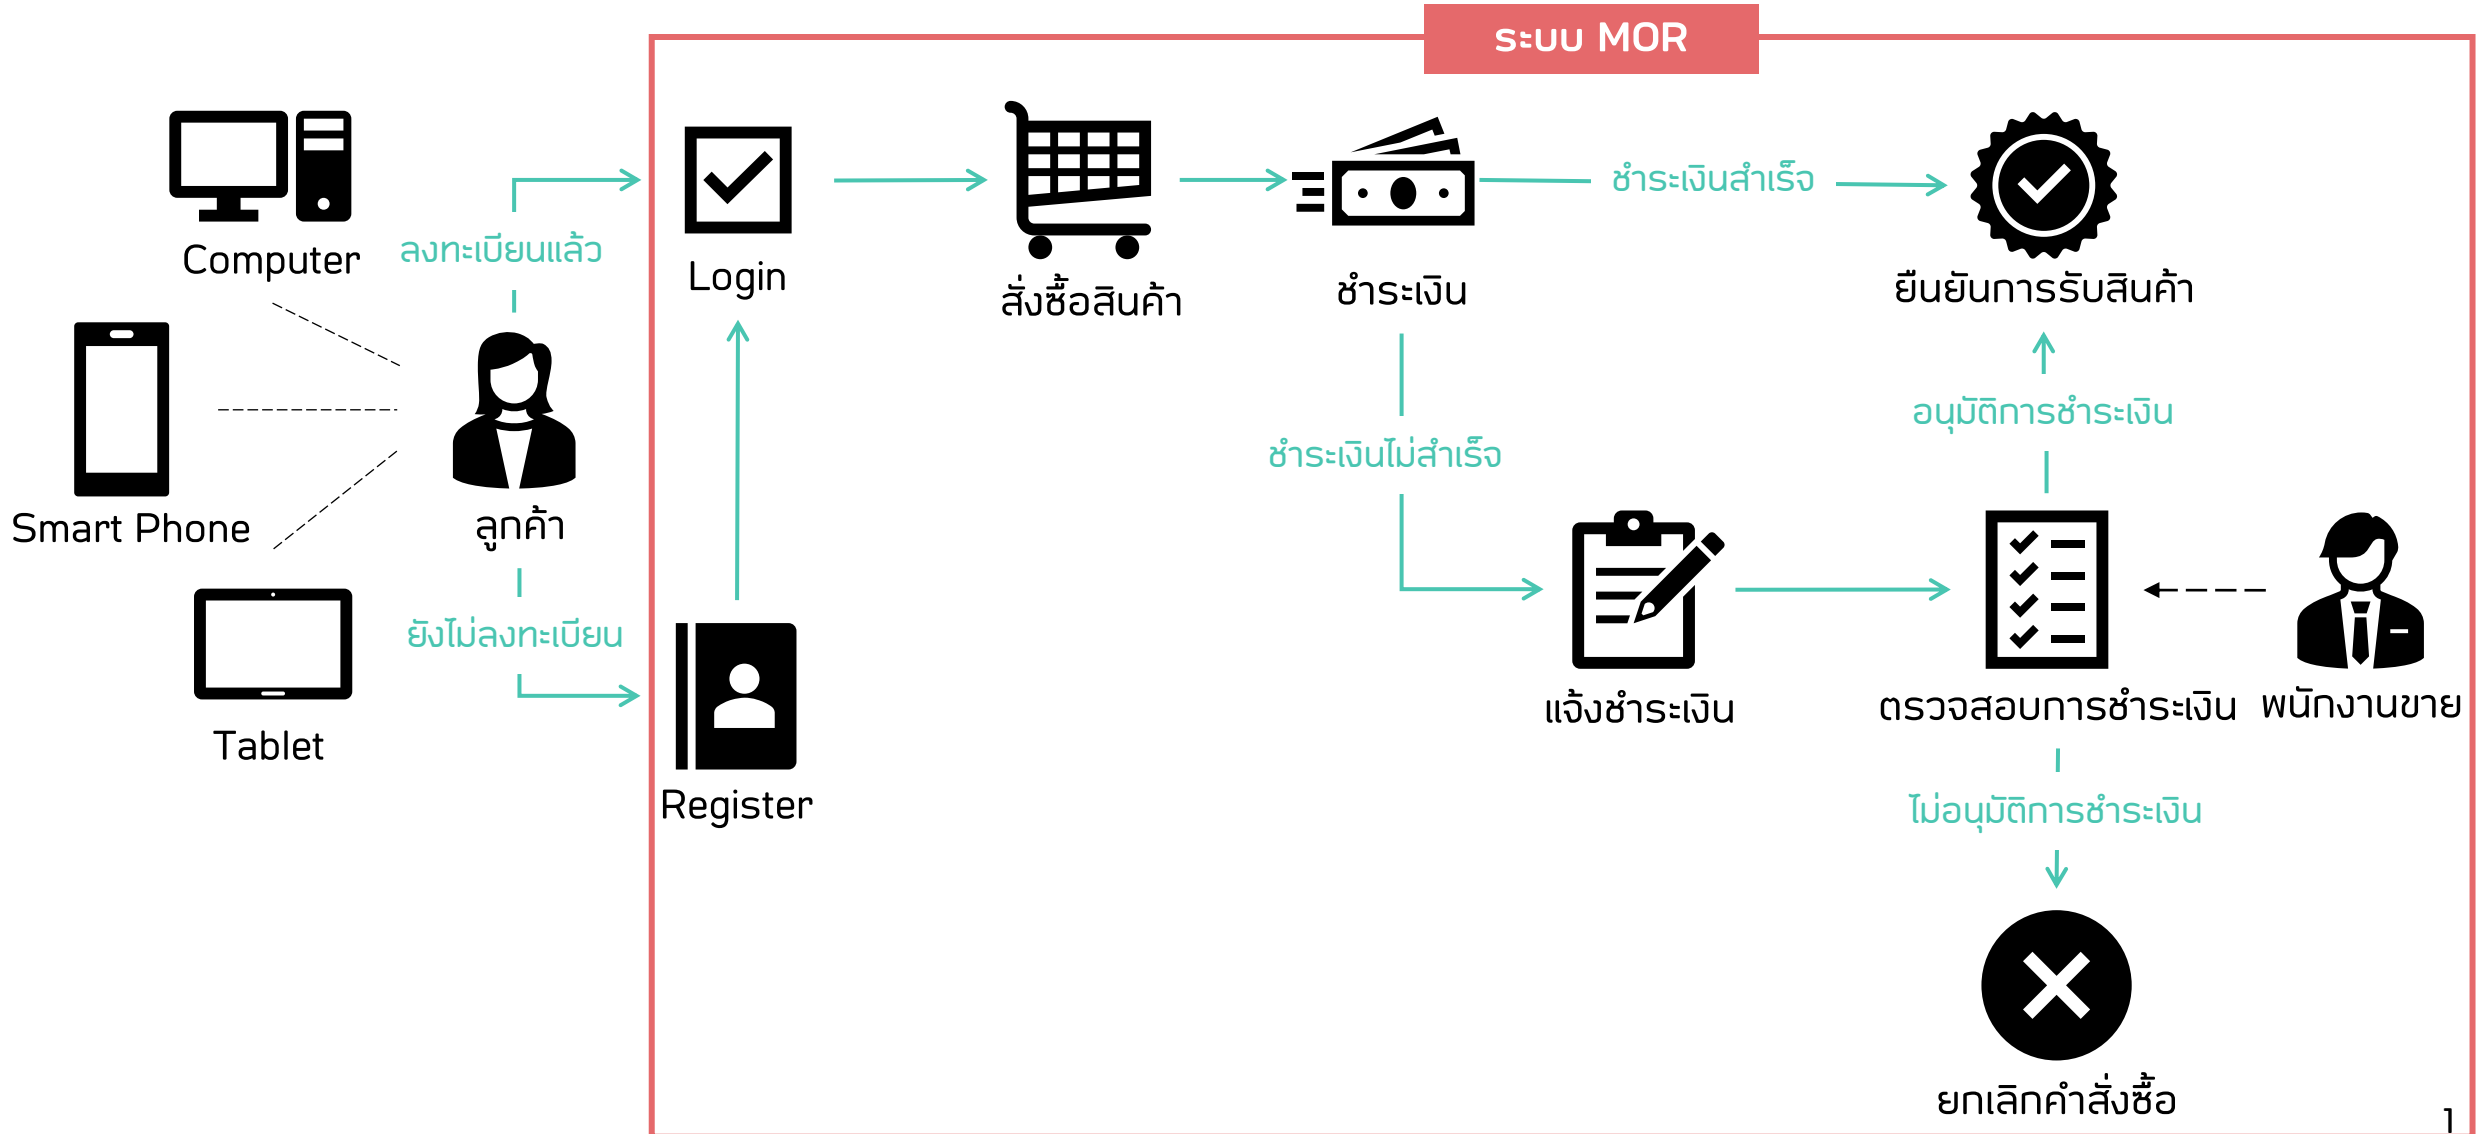 ระบบ MOR
Computer
ลงทะเบียนแล้ว
Login
สั่งซื้อสินค้า
ชำระเงิน
ชำระเงินสำเร็จ
ยืนยันการรับสินค้า
Smart Phone
ลูกค้า
ชำระเงินไม่สำเร็จ
อนุมัติการชำระเงิน
Tablet
ยังไม่ลงทะเบียน
Register
แจ้งชำระเงิน
ตรวจสอบการชำระเงิน
พนักงานขาย
ไม่อนุมัติการชำระเงิน
ยกเลิกคำสั่งซื้อ
1